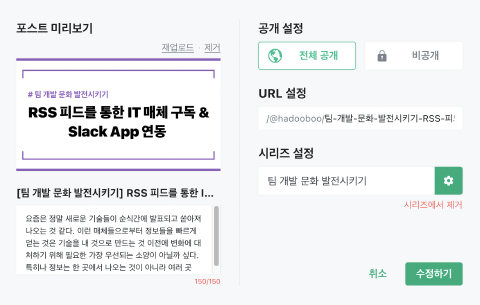 포스트 미리보기
재업로드 · 제거
# 팀 개발 문화 발전시키기
RSS 피드를 통한 IT 매체 구독 &
Slack App 연동
[팀 개발 문화 발전시키기] RSS 피드를 통한 I...
요즘은 정말 새로운 기술들이 순식간에 발표되고 쏟아져
나오는 것 같다. 이런 매체들으로부터 정보들을 빠르게
얻는 것은 기술을 내 것으로 만드는 것 이전에 변화에 대
처하기 위해 필요한 가장 우선되는 소양이 아닐까 싶다.
특히나 정보는 한 곳에서 나오는 것이 아니라 여러 곳
150/150
공개 설정
전체 공개
비공개
URL 설정
/@hadooboo/팀-개발-문화-발전시키기-RSS-피드
시리즈 설정
팀 개발 문화 발전시키기
시리즈에서 제거
취소
수정하기